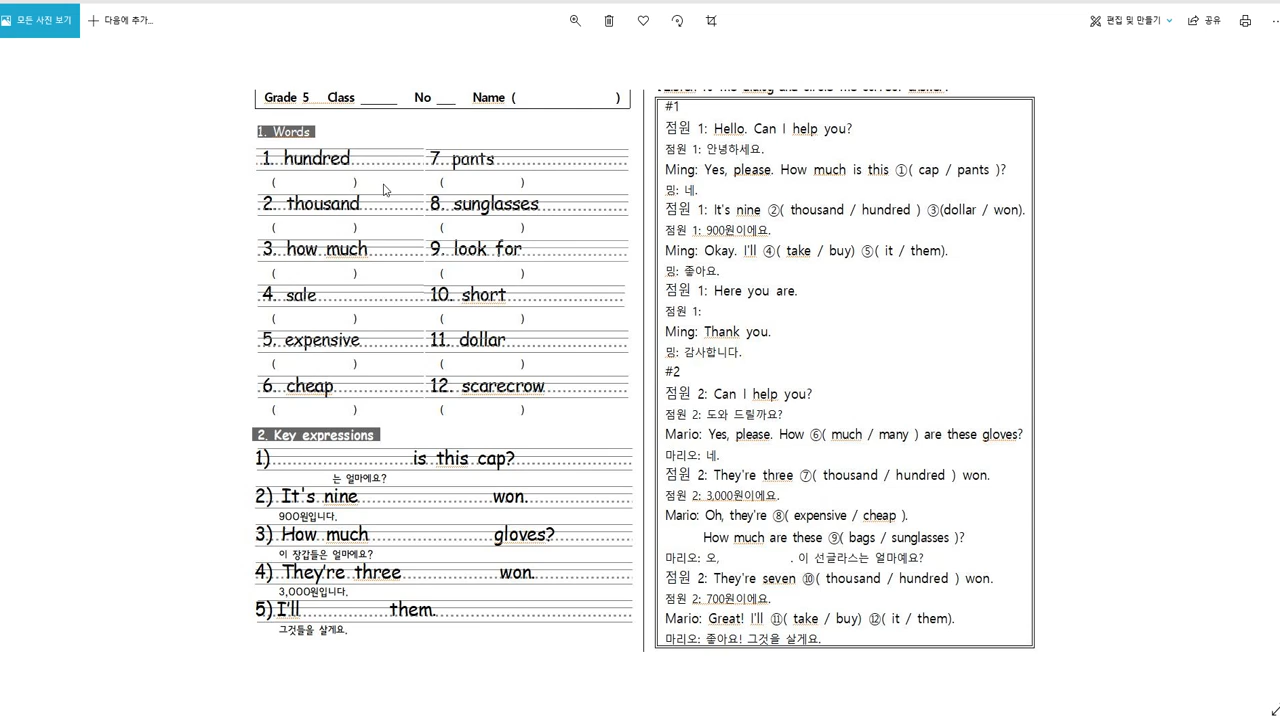 모든 사진 보기
다음에 추가...
편집 및 만들기
공유
Grade 5 Class _____ No ___ Name ( )
1. Words
1. hundred
7. pants
( ) ( )
2. thousand
8. sunglasses
( ) ( )
3. how much
9. look for
( ) ( )
4. sale
10. short
( ) ( )
5. expensive
11. dollar
( ) ( )
6. cheap
12. scarecrow
( ) ( )
2. Key expressions
1) is this cap?
는 얼마에요?
2) It's nine won.
900원입니다.
3) How much gloves?
이 장갑들은 얼마에요?
4) They're three won.
3,000원입니다.
5) I'll them.
그것들을 살게요.
#1
점원 1: Hello. Can I help you?
점원 1: 안녕하세요.
Ming: Yes, please. How much is this ①( cap / pants )?
밍: 네.
점원 1: It's nine ②( thousand / hundred ) ③(dollar / won).
점원 1: 900원이에요.
Ming: Okay. I'll ④( take / buy) ⑤( it / them).
밍: 좋아요.
점원 1: Here you are.
점원 1:
Ming: Thank you.
밍: 감사합니다.
#2
점원 2: Can I help you?
점원 2: 도와 드릴까요?
Mario: Yes, please. How ⑥( much / many ) are these gloves?
마리오: 네.
점원 2: They're three ⑦( thousand / hundred ) won.
점원 2: 3,000원이에요.
Mario: Oh, they're ⑧( expensive / cheap ).
How much are these ⑨( bags / sunglasses )?
마리오: 오, . 이 선글라스는 얼마예요?
점원 2: They're seven ⑩( thousand / hundred ) won.
점원 2: 700원이에요.
Mario: Great! I'll ⑪( take / buy) ⑫( it / them).
마리오: 좋아요! 그것을 살게요.